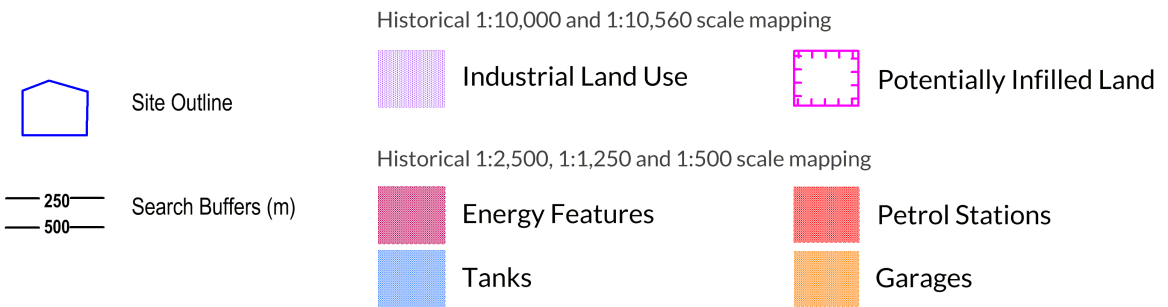 Historical 1:10,000 and 1:10,560 scale mapping
Industrial Land Use
Potentially Infilled Land
Site Outline
Historical 1:2,500, 1:1,250 and 1:500 scale mapping
250
500
Search Buffers (m)
Energy Features
Petrol Stations
Tanks
Garages